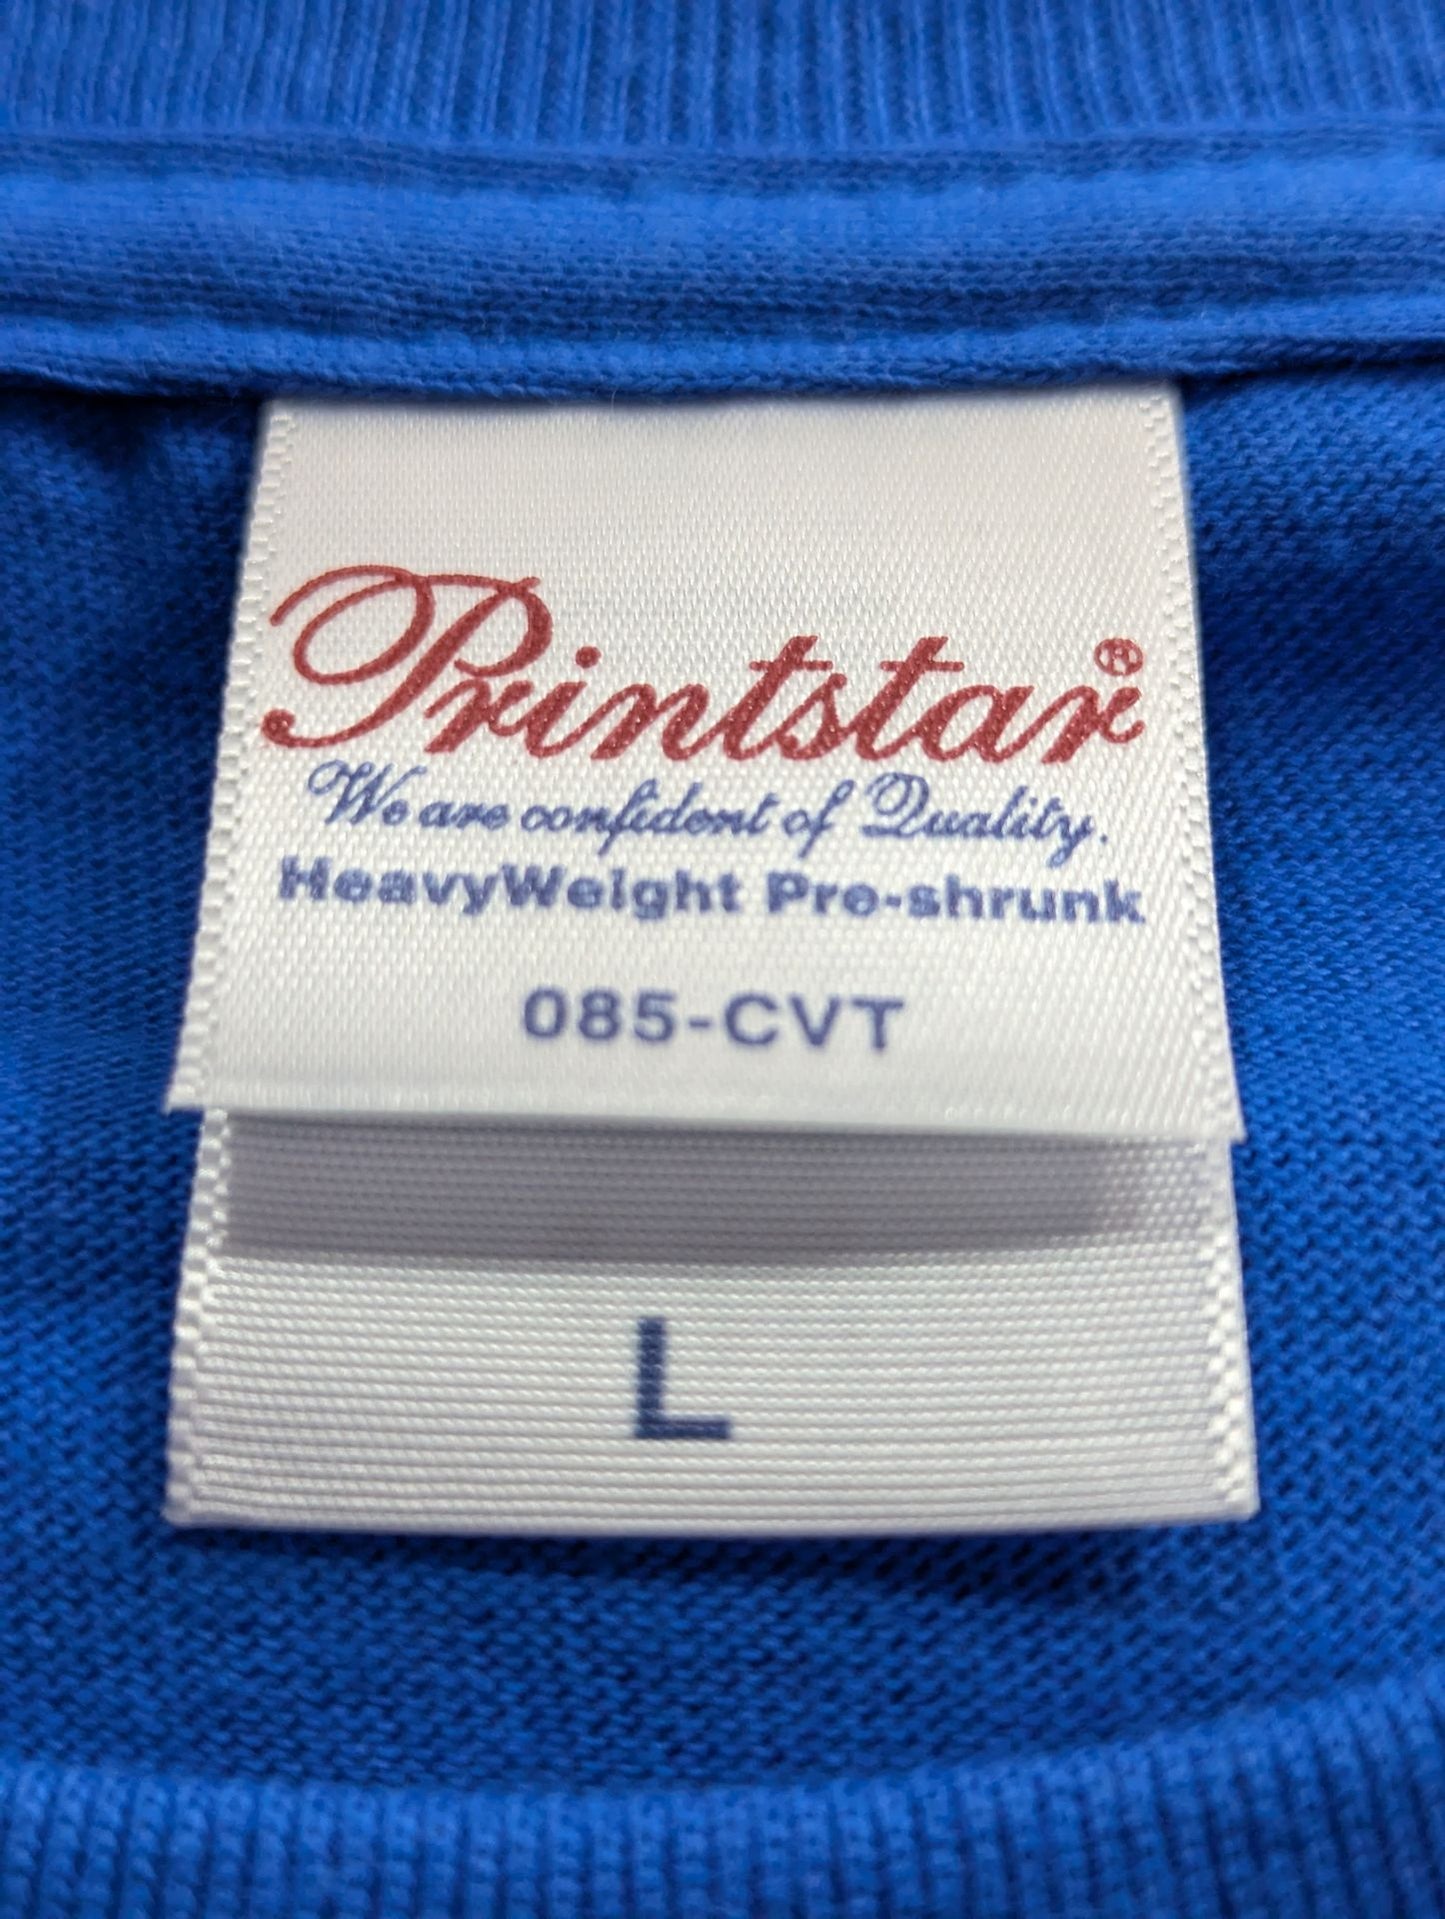 Printstar®
We are confident of Quality.
HeavyWeight Pre-shrunk
085-CVT
L